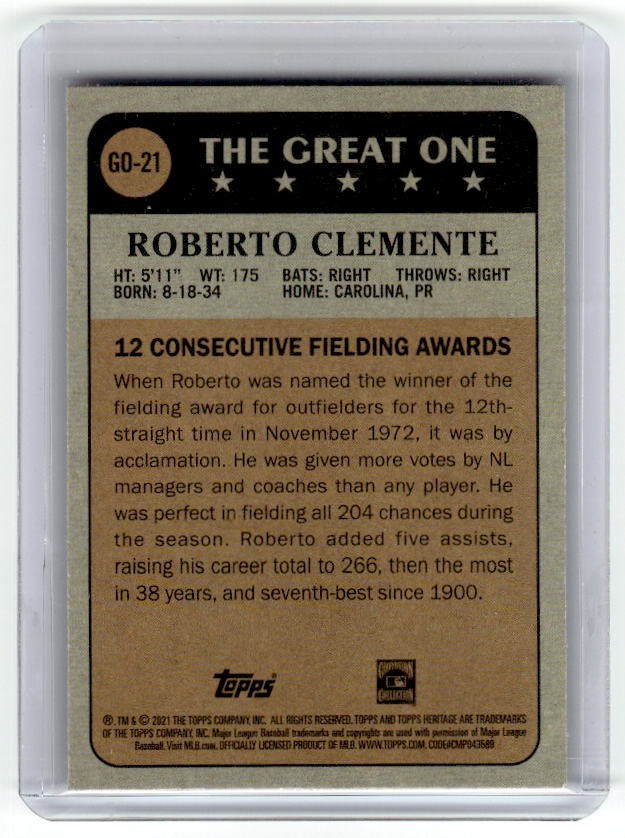 GO-21
THE GREAT ONE
ROBERTO CLEMENTE
HT: 5'11" WT: 175 BATS: RIGHT THROWS: RIGHT
BORN: 8-18-34 HOME: CAROLINA, PR
12 CONSECUTIVE FIELDING AWARDS
When Roberto was named the winner of the
fielding award for outfielders for the 12th-
straight time in November 1972, it was by
acclamation. He was given more votes by NL
managers and coaches than any player. He
was perfect in fielding all 204 chances during
the season. Roberto added five assists,
raising his career total to 266, then the most
in 38 years, and seventh-best since 1900.
Topps
COOPERSTOWN
COLLECTION
®, TM & © 2021 THE TOPPS COMPANY, INC. ALL RIGHTS RESERVED. TOPPS AND TOPPS HERITAGE ARE TRADEMARKS
OF THE TOPPS COMPANY, INC. Major League Baseball trademarks and copyrights are used with permission of Major League
Baseball. Visit MLB.com. OFFICIALLY LICENSED PRODUCT OF MLB. WWW.TOPPS.COM. CODE#CMP043589